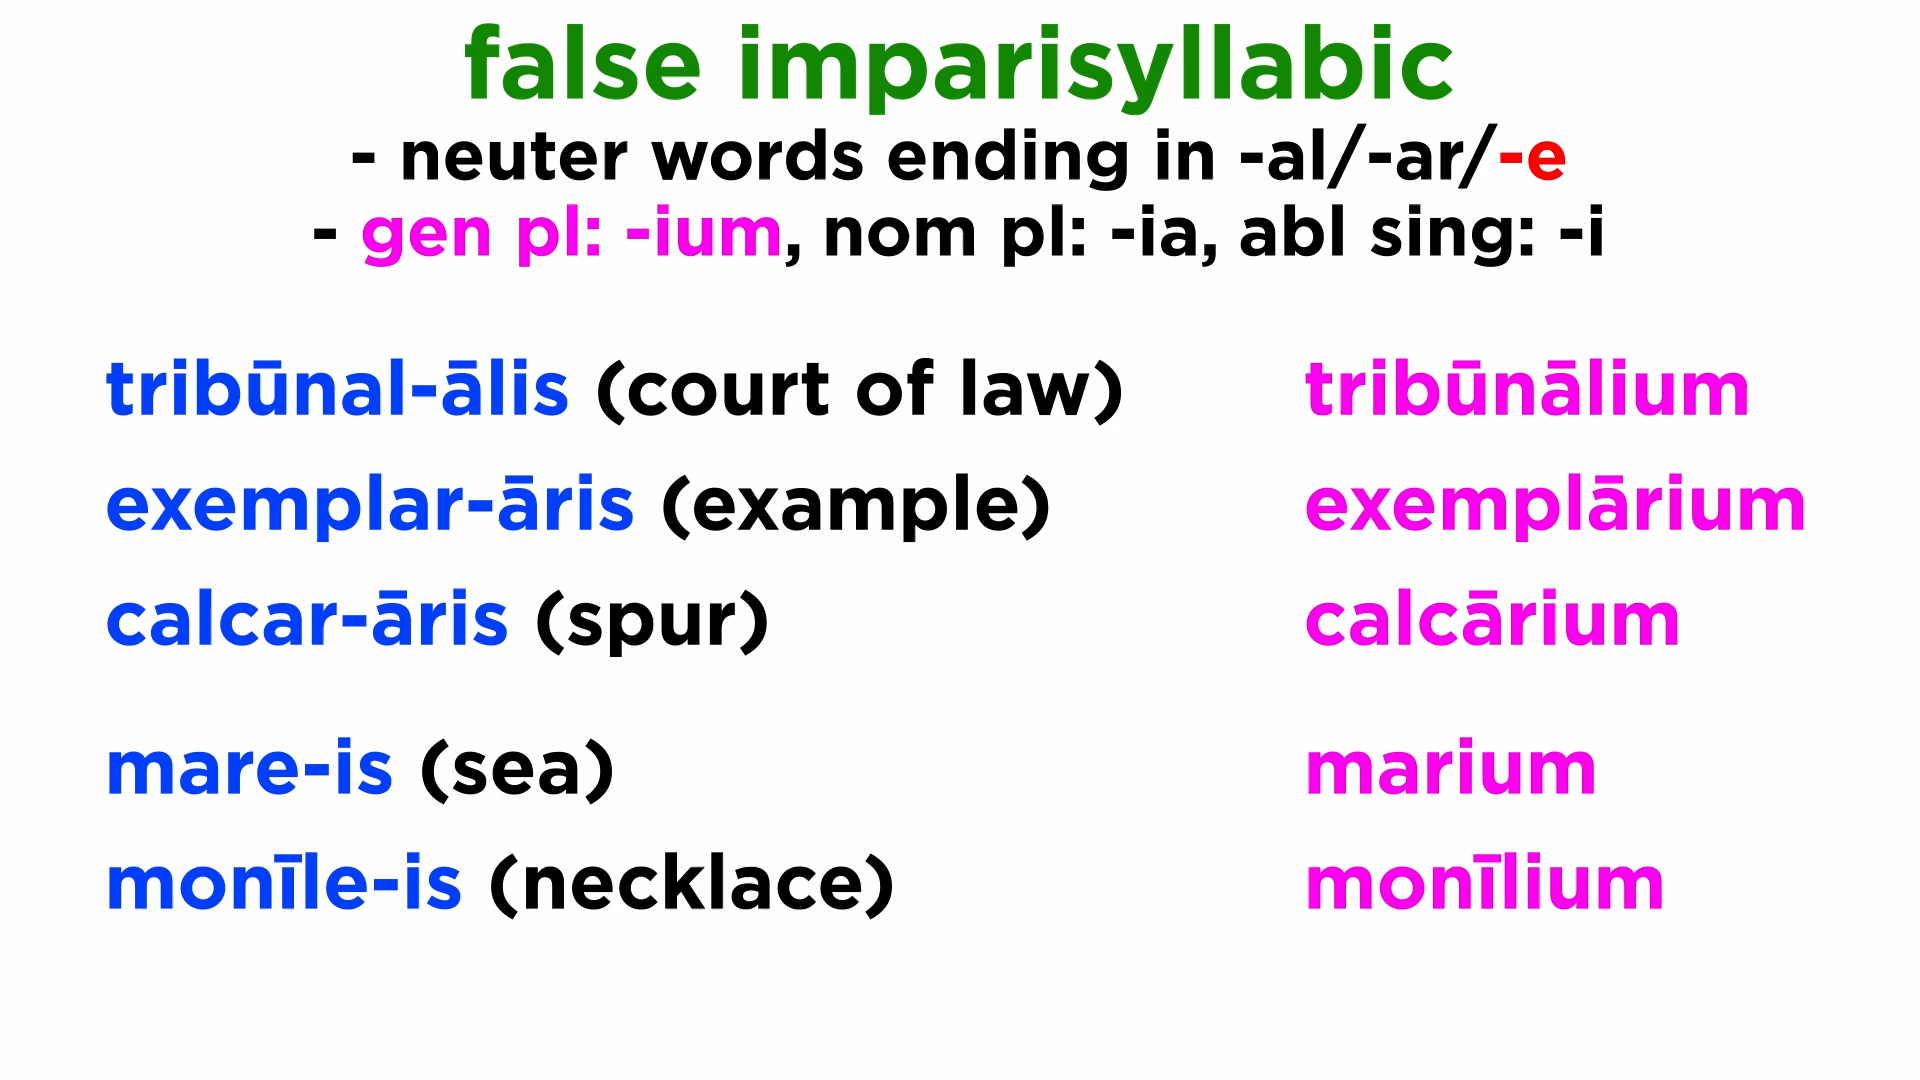 false imparisyllabic
- neuter words ending in -al/-ar/-e
- gen pl: -ium, nom pl: -ia, abl sing: -i
tribūnal-ālis (court of law) tribūnālium
exemplar-āris (example) exemplārium
calcar-āris (spur) calcārium
mare-is (sea) marium
monīle-is (necklace) monīlium